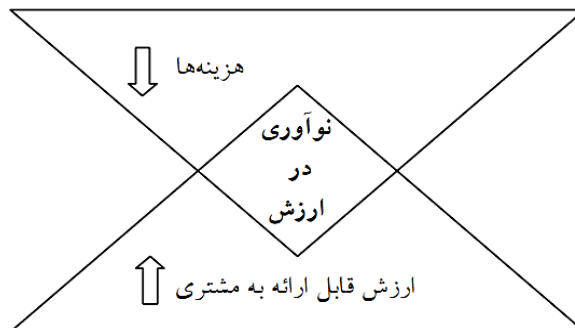 هزینه‌ها
نوآوری
در
ارزش
ارزش قابل ارائه به مشتری